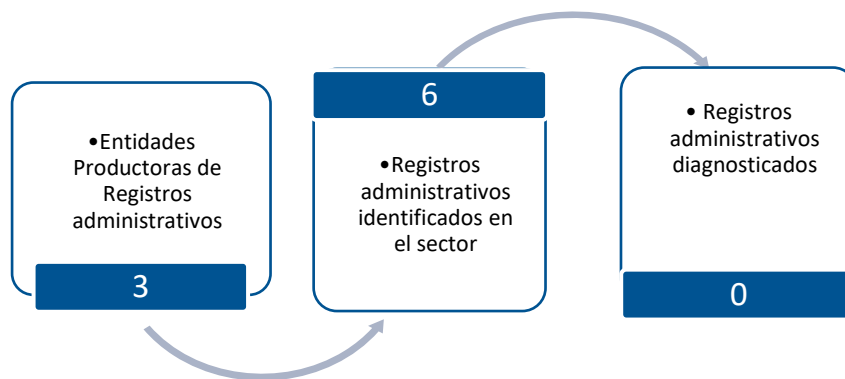 •Entidades
Productoras de
Registros
administrativos
3
6
•Registros
administrativos
identificados en
el sector
• Registros
administrativos
diagnosticados
0